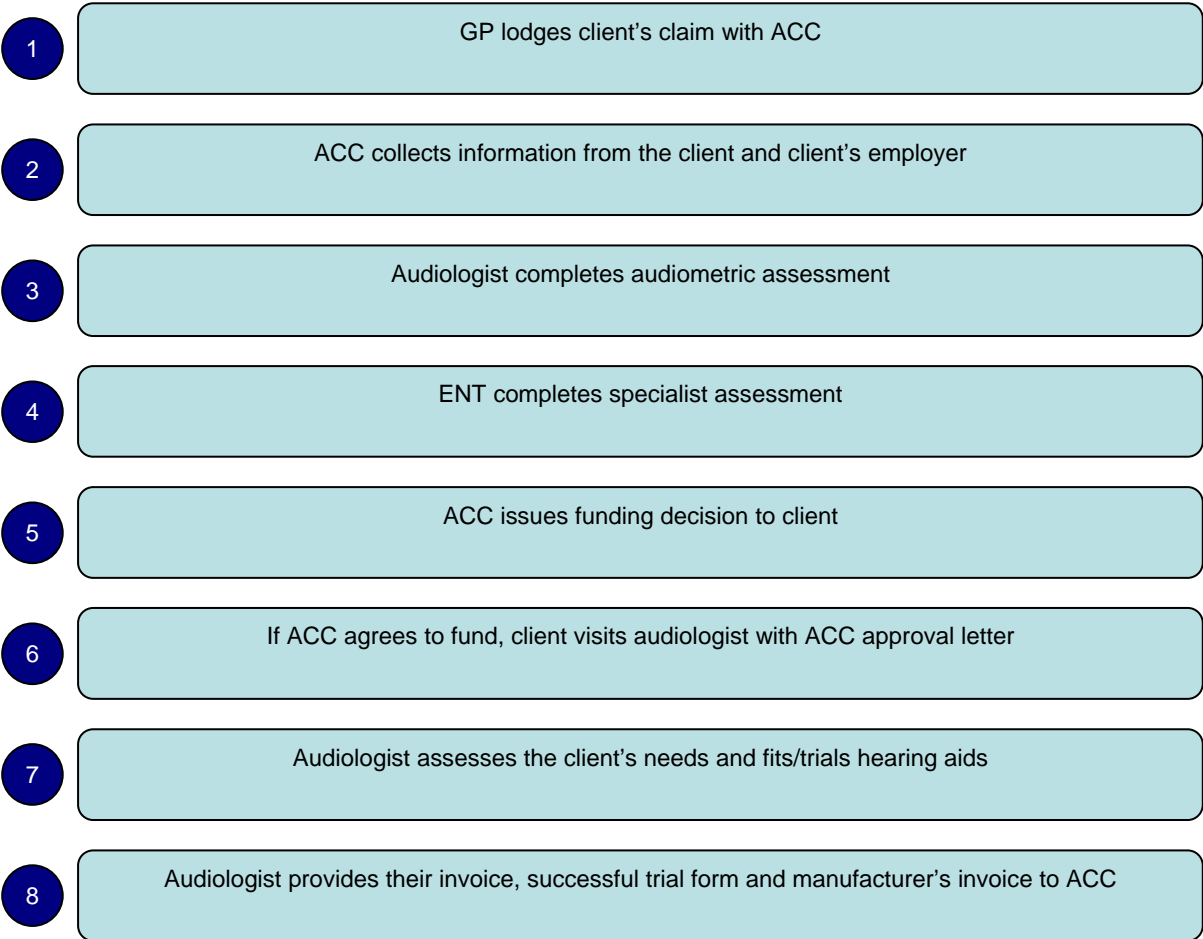 1
GP lodges client's claim with ACC
2
ACC collects information from the client and client's employer
3
Audiologist completes audiometric assessment
4
ENT completes specialist assessment
5
ACC issues funding decision to client
6
If ACC agrees to fund, client visits audiologist with ACC approval letter
7
Audiologist assesses the client's needs and fits/trials hearing aids
8
Audiologist provides their invoice, successful trial form and manufacturer's invoice to ACC